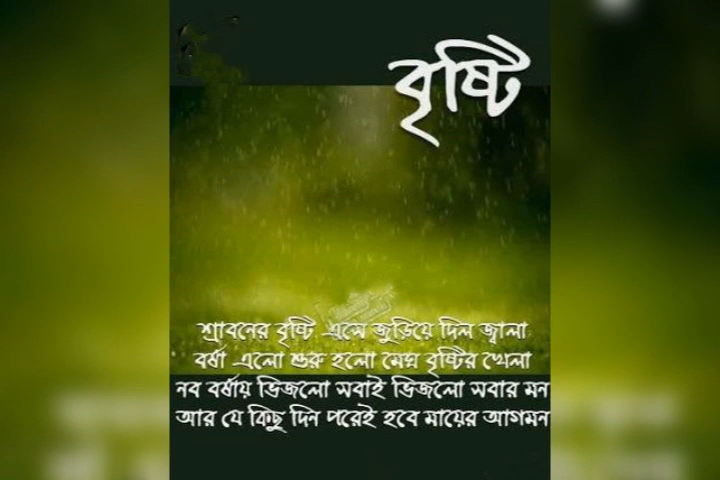 বৃষ্টি
শ্রাবনের বৃষ্টি এসে জুড়িয়ে দিল জ্বালা
বর্ষা এলো শুরু হলো মেঘ বৃষ্টির খেলা
নব বর্ষায় ভিজলো সবাই ভিজলো সবার মন
আর যে কিছু দিন পরেই হবে মায়ের আগমন